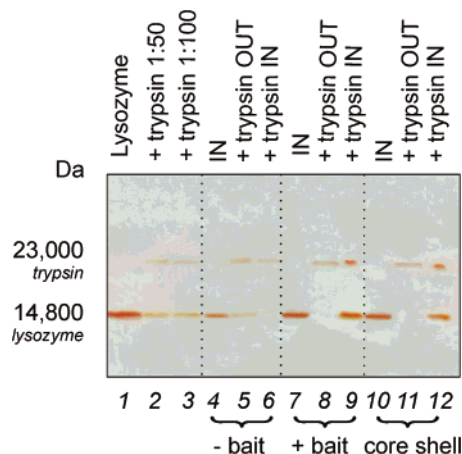 Lysozyme
+ trypsin 1:50
+ trypsin 1:100
IN
+ trypsin OUT
+ trypsin IN
IN
+ trypsin OUT
+ trypsin IN
IN
+ trypsin OUT
+ trypsin IN
Da
23,000
trypsin
14,800
lysozyme
1 2 3 4 5 6 7 8 9 10 11 12
- bait + bait core shell